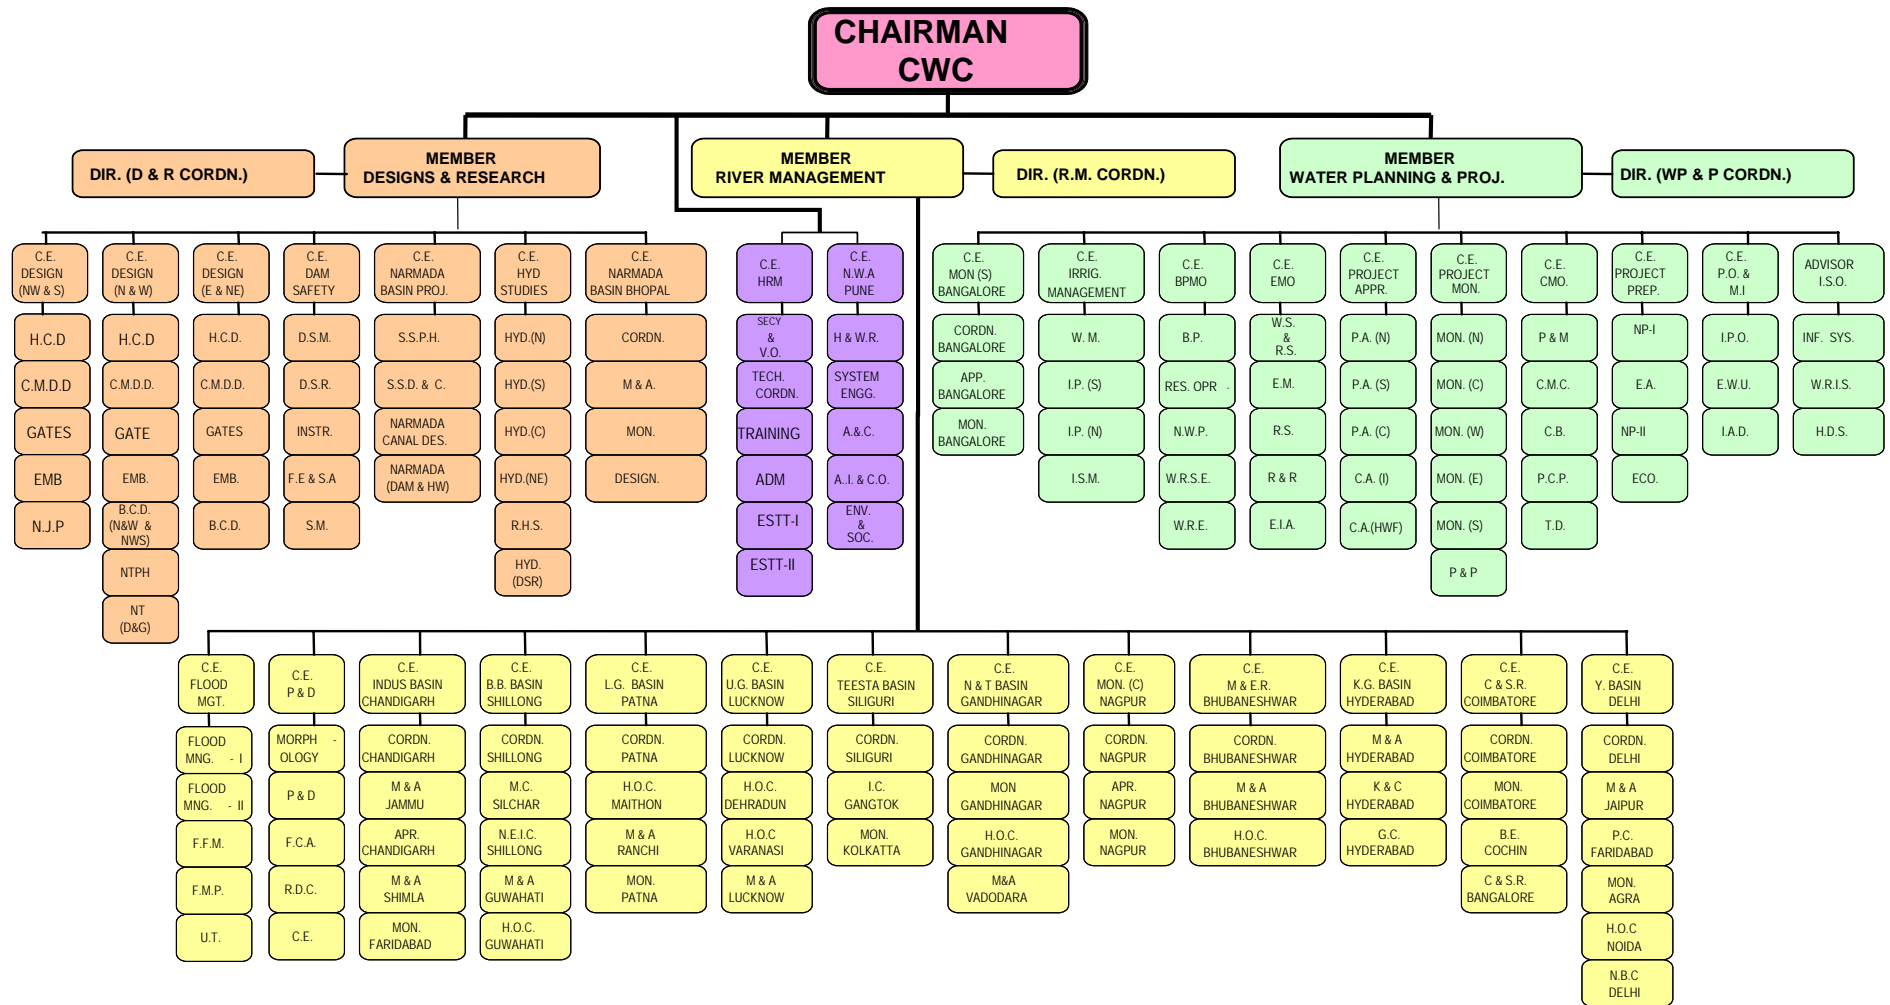 CHAIRMAN
CWC
DIR. (D & R CORDN.)
MEMBER
DESIGNS & RESEARCH
MEMBER
RIVER MANAGEMENT
DIR. (R.M. CORDN.)
MEMBER
WATER PLANNING & PROJ.
DIR. (WP & P CORDN.)
C.E.
DESIGN
(NW & S)
H.C.D
C.M.D.D
GATES
EMB
N.J.P
C.E.
DESIGN
(N & W)
H.C.D
C.M.D.D.
GATE
EMB.
B.C.D.
(N&W &
NWS)
NTPH
NT
(D&G)
C.E.
DESIGN
(E & NE)
H.C.D.
C.M.D.D.
GATES
EMB.
B.C.D.
C.E.
DAM
SAFETY
D.S.M.
D.S.R.
INSTR.
F.E & S.A
S.M.
C.E.
NARMADA
BASIN PROJ.
S.S.P.H.
S.S.D. & C.
NARMADA
CANAL DES.
NARMADA
(DAM & HW)
C.E.
HYD
STUDIES
HYD.(N)
HYD.(S)
HYD.(C)
HYD.(NE)
R.H.S.
HYD.
(DSR)
C.E.
NARMADA
BASIN BHOPAL
CORDN.
M & A.
MON.
DESIGN.
C.E.
HRM
SECY
&
V.O.
TECH.
CORDN.
TRAINING
ADM
ESTT-I
ESTT-II
C.E.
N.W.A
PUNE
H & W.R.
SYSTEM
ENGG.
A.&.C.
A..I. & C.O.
ENV.
&
SOC.
C.E.
MON (S)
BANGALORE
CORDN.
BANGALORE
APP.
BANGALORE
MON.
BANGALORE
C.E.
IRRIG.
MANAGEMENT
W. M.
I.P. (S)
I.P. (N)
I.S.M.
C.E.
BPMO
B.P.
RES. OPR -
N.W.P.
W.R.S.E.
W.R.E.
C.E.
EMO
W.S.
&
R.S.
E.M.
R.S.
R & R
E.I.A.
C.E.
PROJECT
APPR.
P.A. (N)
P.A. (S)
P.A. (C)
C.A. (I)
C.A.(HWF)
C.E.
PROJECT
MON.
MON. (N)
MON. (C)
MON. (W)
MON. (E)
MON. (S)
P & P
C.E.
CMO.
P & M
C.M.C.
C.B.
P.C.P.
T.D.
C.E.
PROJECT
PREP.
NP-I
E.A.
NP-II
ECO.
C.E.
P.O. &
M.I
I.P.O.
E.W.U.
I.A.D.
ADVISOR
I.S.O.
INF. SYS.
W.R.I.S.
H.D.S.
C.E.
FLOOD
MGT.
FLOOD
MNG. - I
FLOOD
MNG. - II
F.F.M.
F.M.P.
U.T.
C.E.
P & D
MORPH -
OLOGY
P & D
F.C.A.
R.D.C.
C.E.
C.E.
INDUS BASIN
CHANDIGARH
CORDN.
CHANDIGARH
M & A
JAMMU
APR.
CHANDIGARH
M & A
SHIMLA
MON.
FARIDABAD
C.E.
B.B. BASIN
SHILLONG
CORDN.
SHILLONG
M.C.
SILCHAR
N.E.I.C.
SHILLONG
M & A
GUWAHATI
H.O.C.
GUWAHATI
C.E.
L.G. BASIN
PATNA
CORDN.
PATNA
H.O.C.
MAITHON
M & A
RANCHI
MON.
PATNA
C.E.
U.G. BASIN
LUCKNOW
CORDN.
LUCKNOW
H.O.C.
DEHRADUN
H.O.C
VARANASI
M & A
LUCKNOW
C.E.
TEESTA BASIN
SILIGURI
CORDN.
SILIGURI
I.C.
GANGTOK
MON.
KOLKATTA
C.E.
N & T BASIN
GANDHINAGAR
CORDN.
GANDHINAGAR
MON
GANDHINAGAR
H.O.C.
GANDHINAGAR
M&A
VADODARA
C.E.
MON. (C)
NAGPUR
CORDN.
NAGPUR
APR.
NAGPUR
MON.
NAGPUR
C.E.
M & E.R.
BHUBANESHWAR
CORDN.
BHUBANESHWAR
M & A
BHUBANESHWAR
H.O.C.
BHUBANESHWAR
C.E.
K.G. BASIN
HYDERABAD
M & A
HYDERABAD
K & C
HYDERABAD
G.C.
HYDERABAD
C.E.
C & S.R.
COIMBATORE
CORDN.
COIMBATORE
MON.
COIMBATORE
B.E.
COCHIN
C & S.R.
BANGALORE
C.E.
Y. BASIN
DELHI
CORDN.
DELHI
M & A
JAIPUR
P.C.
FARIDABAD
MON.
AGRA
H.O.C
NOIDA
N.B.C
DELHI